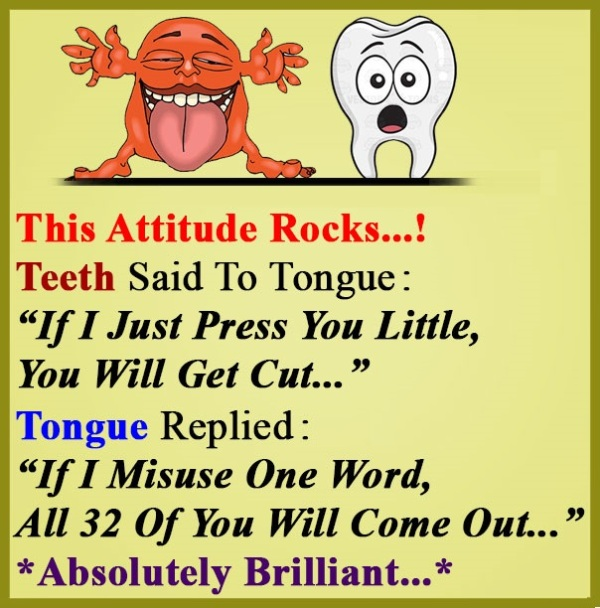 This Attitude Rocks...!
Teeth Said To Tongue:
“If I Just Press You Little,
You Will Get Cut...”
Tongue Replied:
“If I Misuse One Word,
All 32 Of You Will Come Out...”
*Absolutely Brilliant...*